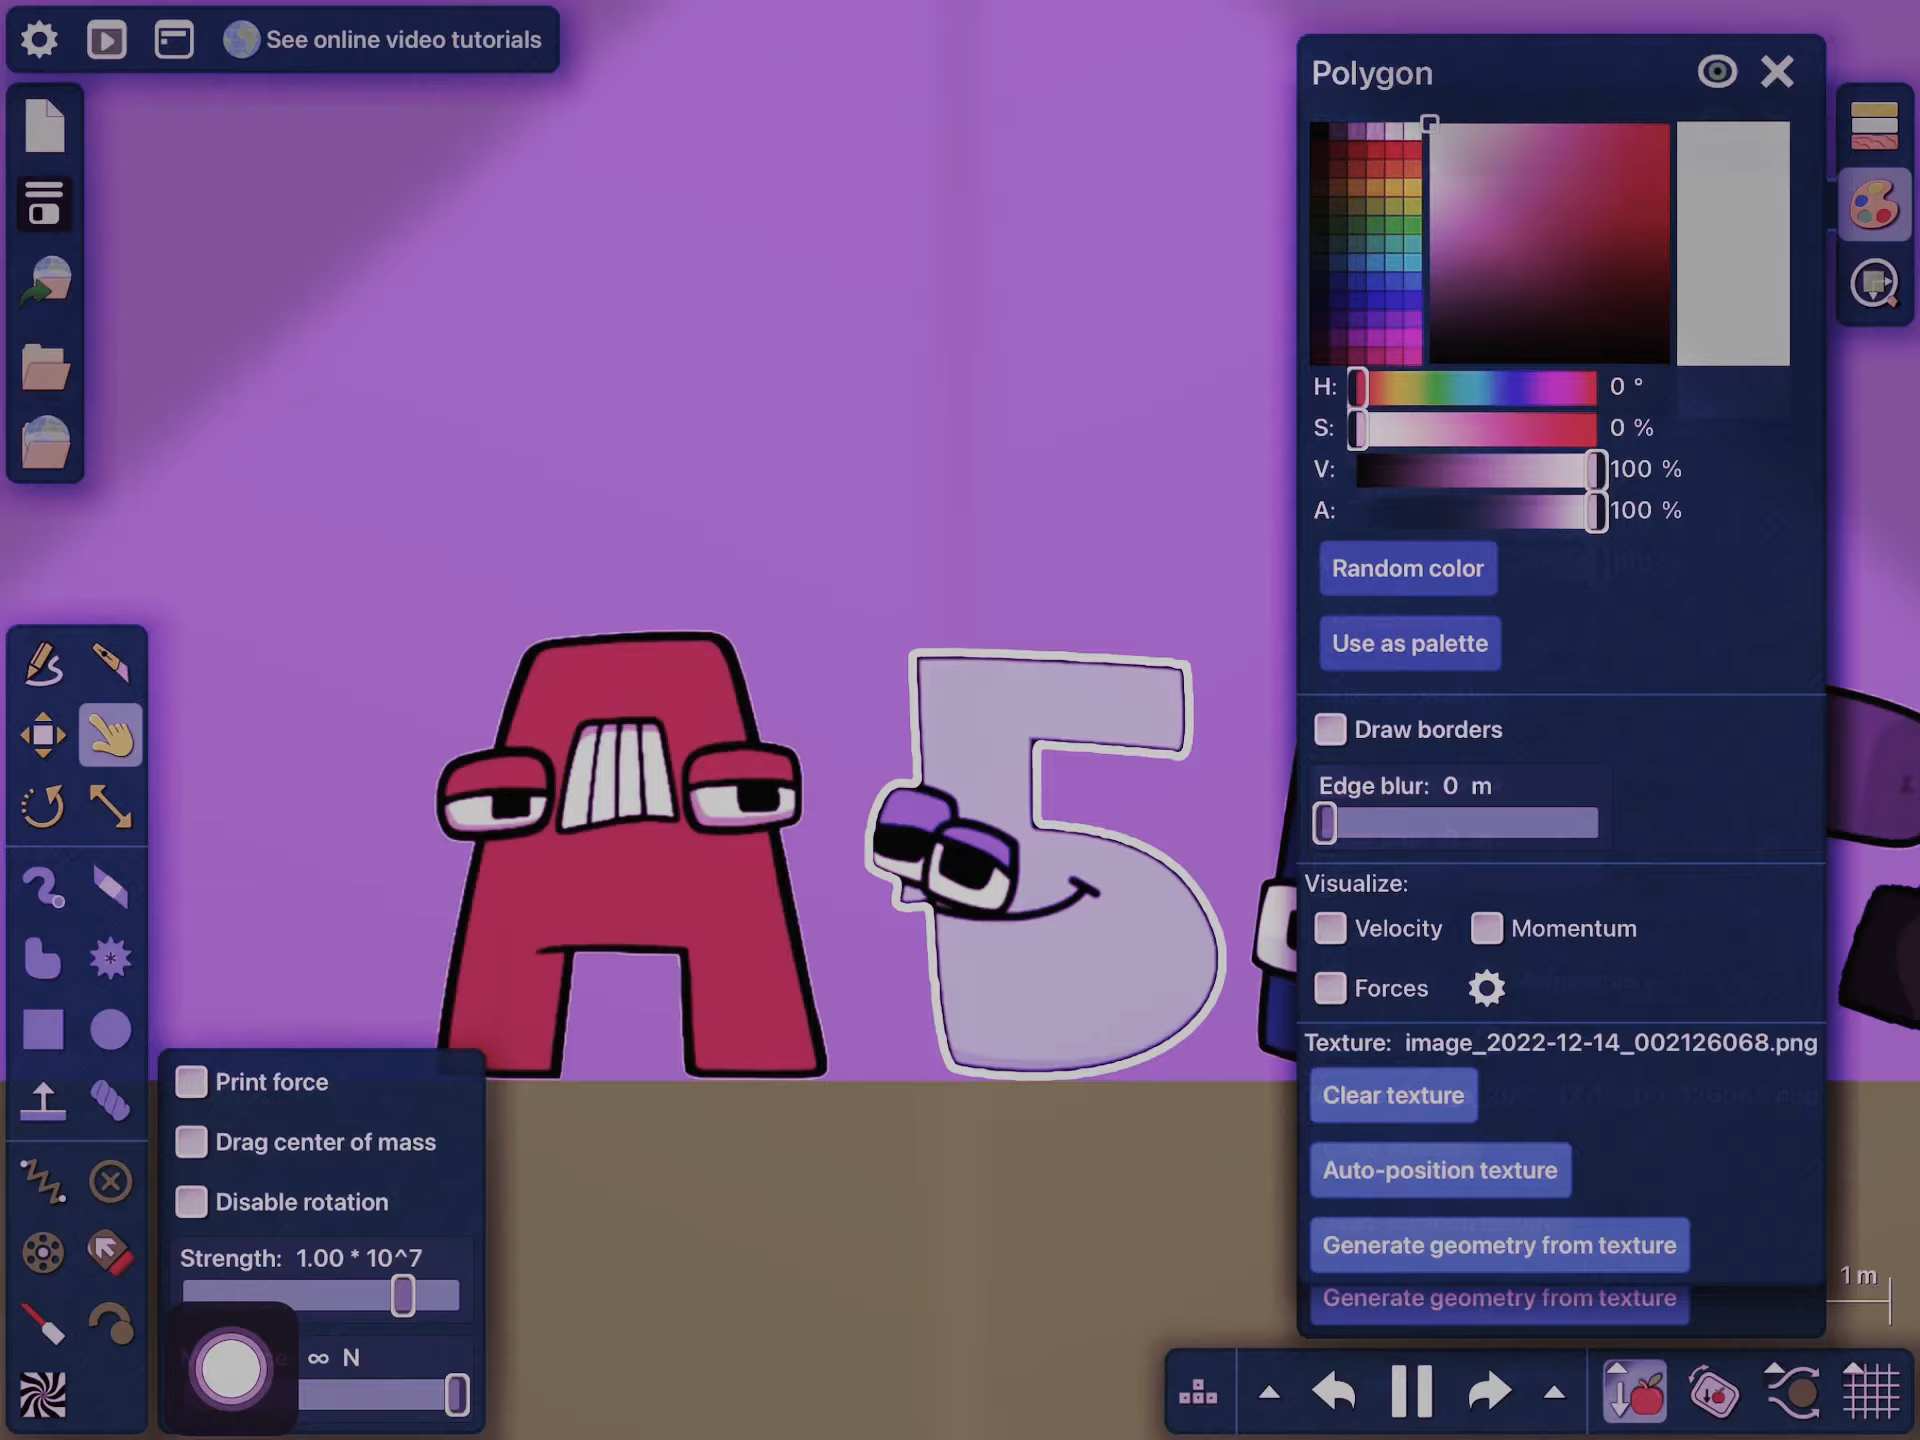 See online video tutorials
Polygon
H: 0 °
S: 0 %
V: 100 %
A: 100 %
Random color
Use as palette
Draw borders
Edge blur: 0 m
Visualize:
Velocity Momentum
Forces
Texture: image_2022-12-14_002126068.png
Clear texture
Auto-position texture
Generate geometry from texture
Generate geometry from texture
А Б
Print force
Drag center of mass
Disable rotation
Strength: 1.00 * 10^7
∞ N
1 m